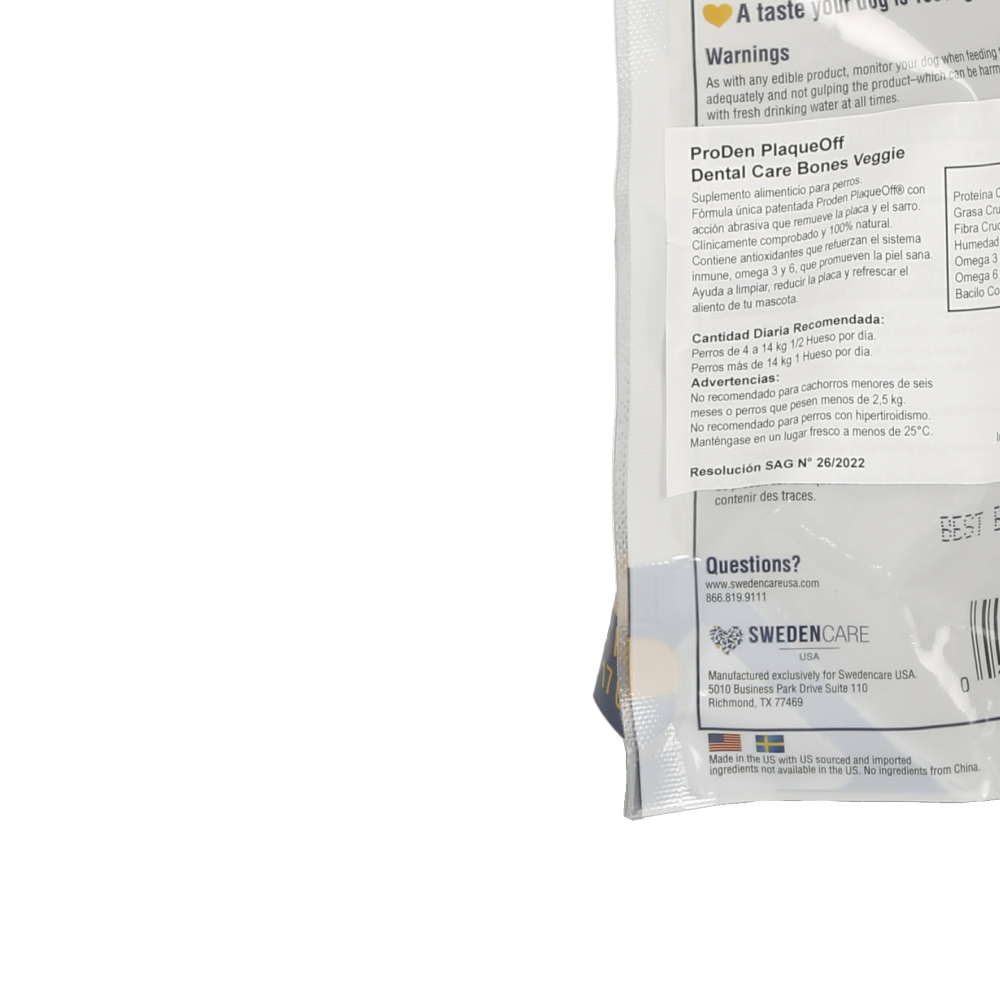 A taste your dog is
Warnings
As with any edible product, monitor your dog when feeding
adequately and not gulping the product–which can be harm
with fresh drinking water at all times.
ProDen PlaqueOff
Dental Care Bones Veggie
Suplemento alimenticio para perros.
Fórmula única patentada Proden PlaqueOff® con
acción abrasiva que remueve la placa y el sarro.
Clínicamente comprobado y 100% natural.
Contiene antioxidantes que refuerzan el sistema
inmune, omega 3 y 6, que promueven la piel sana.
Ayuda a limpiar, reducir la placa y refrescar el
aliento de tu mascota.
Cantidad Diaria Recomendada:
Perros de 4 a 14 kg 1/2 Hueso por día.
Perros más de 14 kg 1 Hueso por día.
Advertencias:
No recomendado para cachorros menores de seis
meses o perros que pesen menos de 2,5 kg.
No recomendado para perros con hipertiroidismo.
Manténgase en un lugar fresco a menos de 25°C.
Resolución SAG N° 26/2022
Proteína C
Grasa Cru
Fibra Cruc
Humedad
Omega 3
Omega 6
Bacilo Co
contenir des traces.
BEST B
Questions?
www.swedencareusa.com
866.819.9111
SWEDENCARE
USA
Manufactured exclusively for Swedencare USA.
5010 Business Park Drive Suite 110
Richmond, TX 77469
0
Made in the US with US sourced and imported
ingredients not available in the US. No ingredients from China.